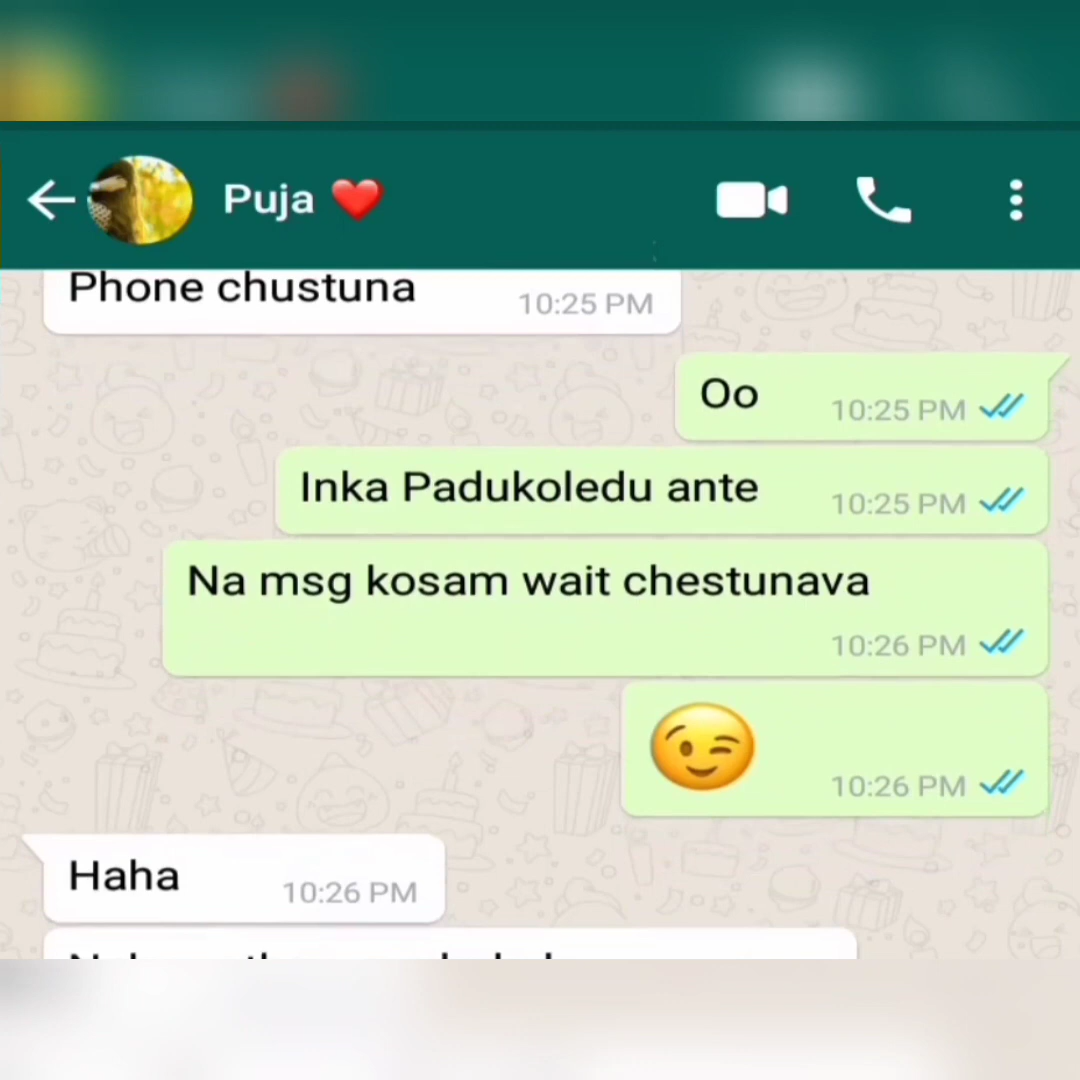 Puja ❤️
Phone chustuna
10:25 PM
Oo
10:25 PM
Inka Padukoledu ante
10:25 PM
Na msg kosam wait chestunava
10:26 PM
😉
10:26 PM
Haha
10:26 PM